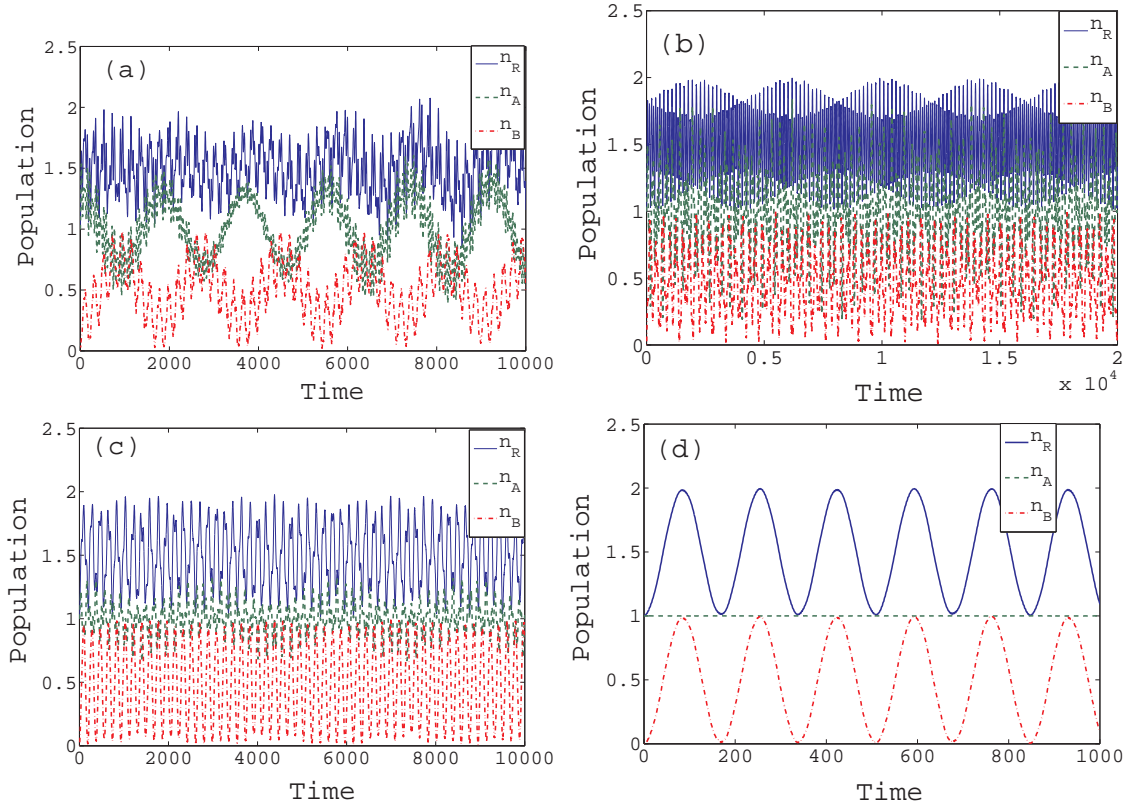 (a)
n_R
n_A
n_B
2.5
2
1.5
1
0.5
0
Population
0 2000 4000 6000 8000 10000
Time
(b)
n_R
n_A
n_B
2.5
2
1.5
1
0.5
0
Population
0 0.5 1 1.5 2
x 10^4
Time
(c)
n_R
n_A
n_B
2.5
2
1.5
1
0.5
0
Population
0 2000 4000 6000 8000 10000
Time
(d)
n_R
n_A
n_B
2.5
2
1.5
1
0.5
0
Population
0 200 400 600 800 1000
Time